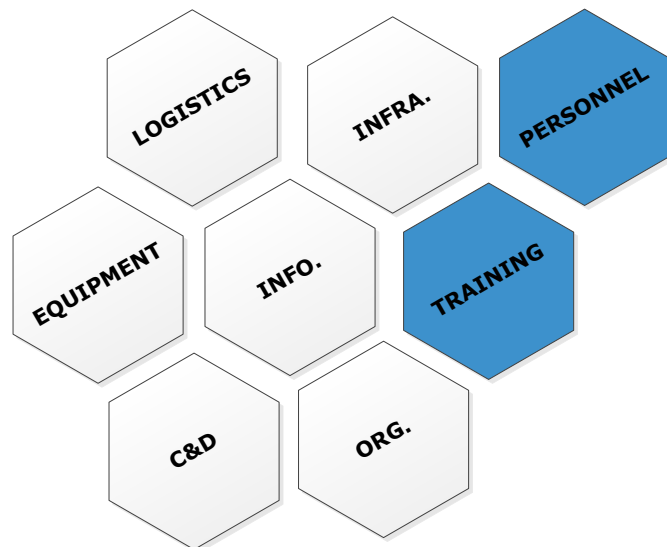 LOGISTICS
INFRA.
PERSONNEL
EQUIPMENT
INFO.
TRAINING
C&D
ORG.